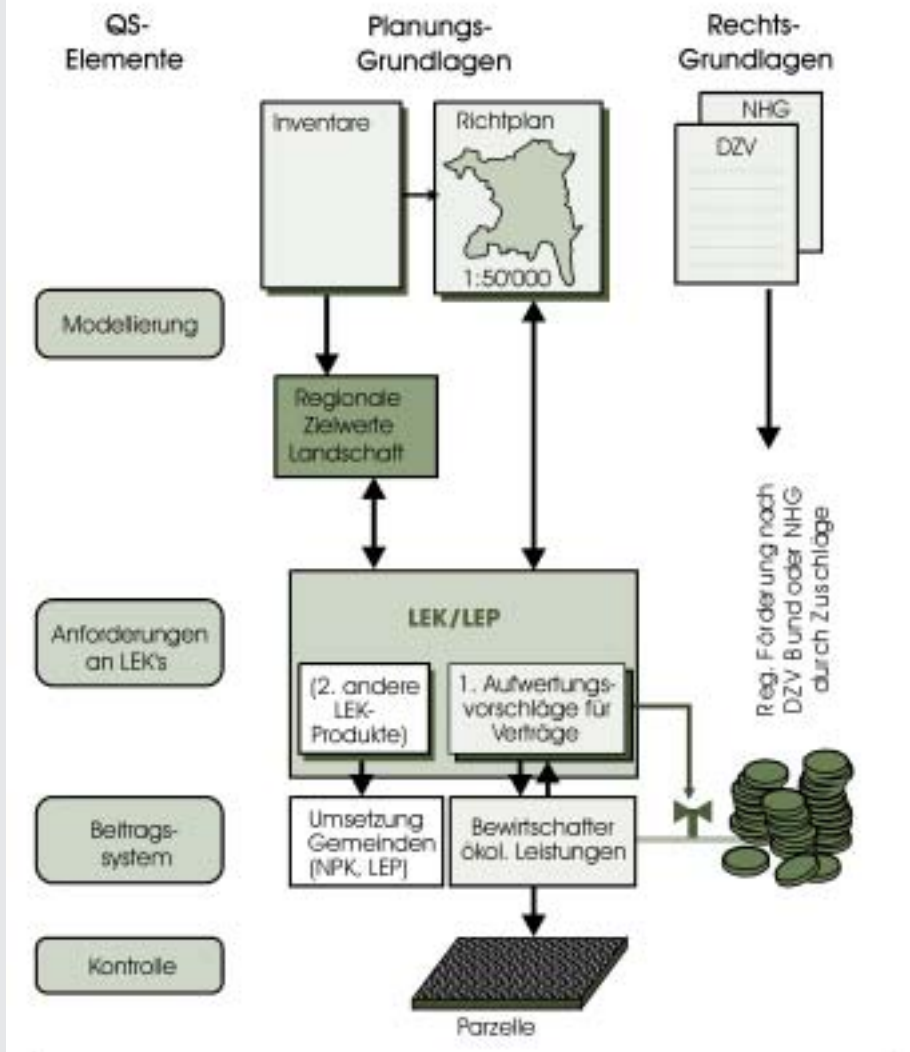 QS-
Elemente
Planungs-
Grundlagen
Rechts-
Grundlagen
Inventare
Richtplan
1:50'000
NHG
DZV
Modellierung
Regionale
Zielwerte
Landschaft
Reg. Förderung nach
DZV Bund oder NHG
durch Zuschläge
Anforderungen
an LEK's
LEK/LEP
(2. andere
LEK-
Produkte)
1. Aufwertungs-
vorschläge für
Verträge
Beitrags-
system
Umsetzung
Gemeinden
(NPK, LEP)
Bewirtschafter
ökol. Leistungen
Kontrolle
Parzelle